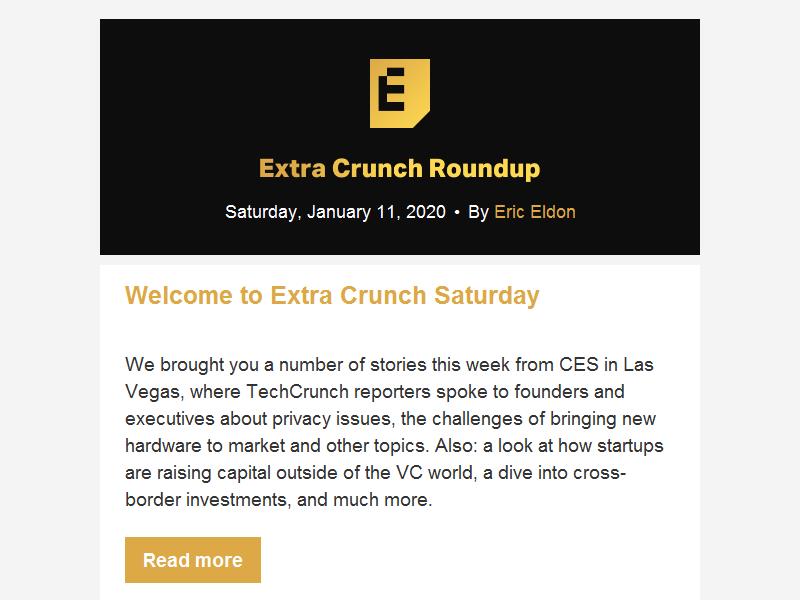 E
Extra Crunch Roundup
Saturday, January 11, 2020 • By Eric Eldon
Welcome to Extra Crunch Saturday
We brought you a number of stories this week from CES in Las
Vegas, where TechCrunch reporters spoke to founders and
executives about privacy issues, the challenges of bringing new
hardware to market and other topics. Also: a look at how startups
are raising capital outside of the VC world, a dive into cross-
border investments, and much more.
Read more